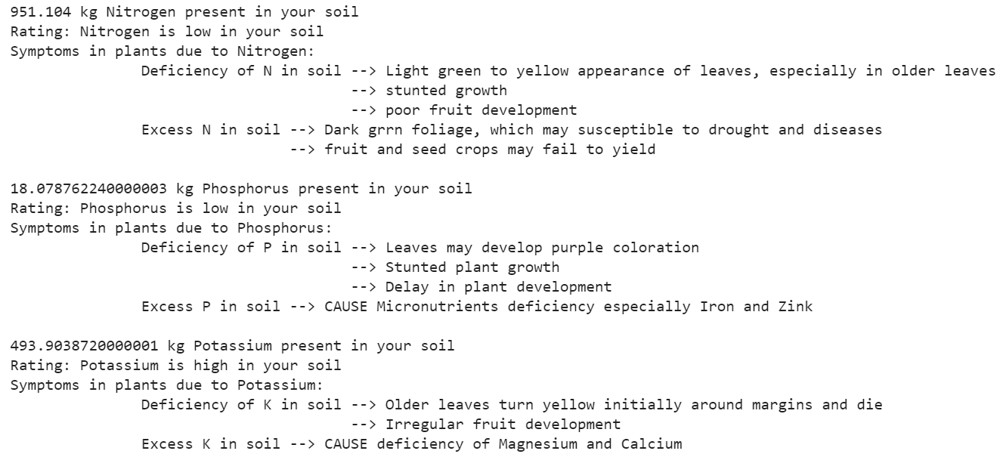 951.104 kg Nitrogen present in your soil
Rating: Nitrogen is low in your soil
Symptoms in plants due to Nitrogen:
Deficiency of N in soil --> Light green to yellow appearance of leaves, especially in older leaves
--> stunted growth
--> poor fruit development
Excess N in soil --> Dark grrn foliage, which may susceptible to drought and diseases
--> fruit and seed crops may fail to yield
18.078762240000003 kg Phosphorus present in your soil
Rating: Phosphorus is low in your soil
Symptoms in plants due to Phosphorus:
Deficiency of P in soil --> Leaves may develop purple coloration
--> Stunted plant growth
--> Delay in plant development
Excess P in soil --> CAUSE Micronutrients deficiency especially Iron and Zink
493.9038720000001 kg Potassium present in your soil
Rating: Potassium is high in your soil
Symptoms in plants due to Potassium:
Deficiency of K in soil --> Older leaves turn yellow initially around margins and die
--> Irregular fruit development
Excess K in soil --> CAUSE deficiency of Magnesium and Calcium